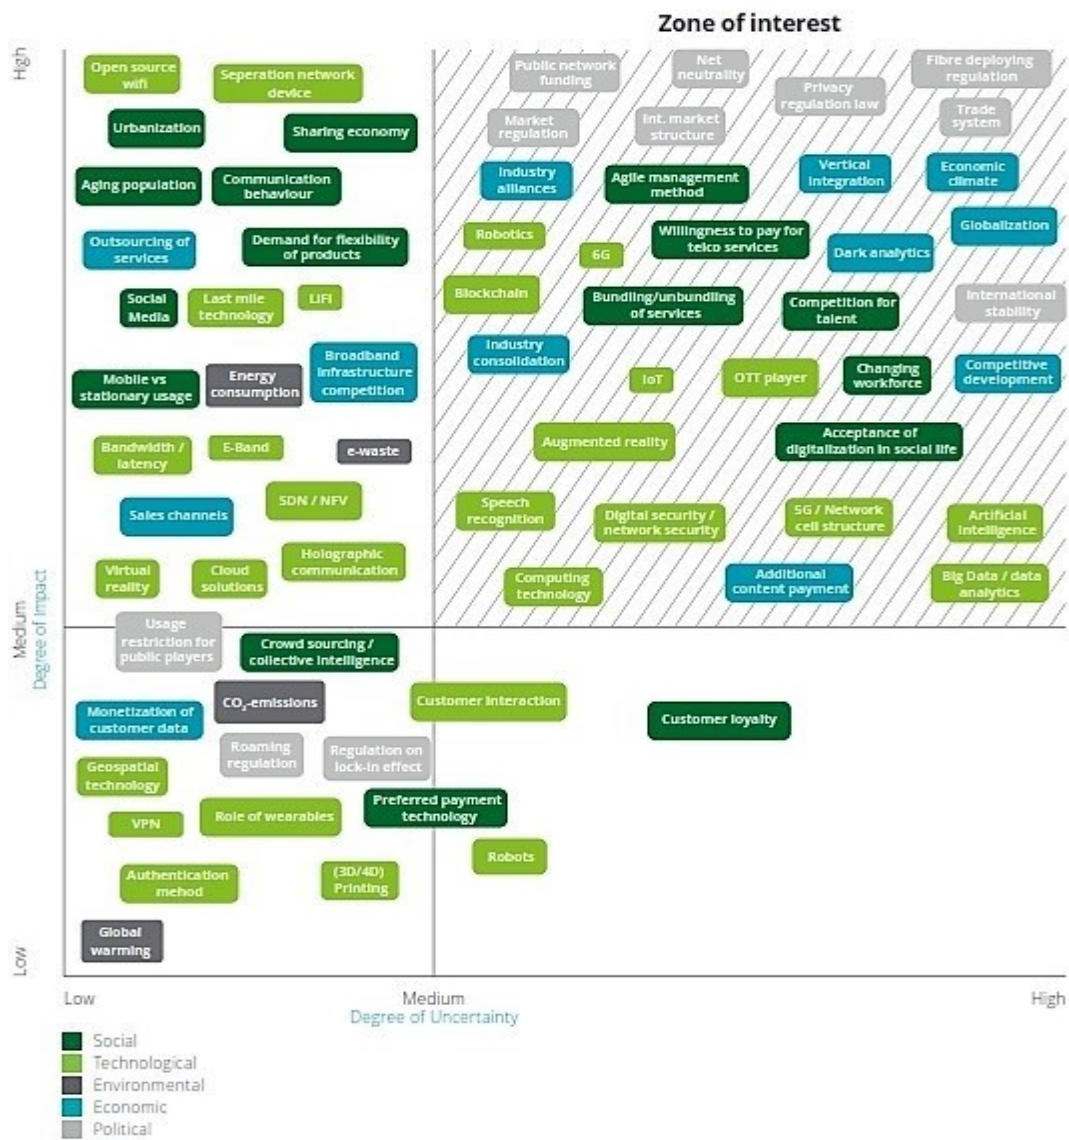 Zone of interest
High
Open source
wifi
Seperation network
device
Public network
funding
Net
neutrality
Privacy
regulation law
Fibre deploying
regulation
Urbanization
Sharing economy
Market
regulation
Int. market
structure
Trade
system
Aging population
Communication
behaviour
Industry
alliances
Agile management
method
Vertical
integration
Economic
climate
Outsourcing of
services
Demand for flexibility
of products
Robotics
6G
Willingness to pay for
telco services
Dark analytics
Globalization
Social
Media
Last mile
technology
LiFi
Blockchain
Bundling/unbundling
of services
Competition for
talent
International
stability
Mobile vs
stationary usage
Energy
consumption
Broadband
infrastructure
competition
Industry
consolidation
IoT
OTT player
Changing
workforce
Competitive
development
Bandwidth /
latency
E-Band
e-waste
Augmented reality
Acceptance of
digitalization in social life
Sales channels
SDN / NFV
Speech
recognition
Digital security /
network security
5G / Network
cell structure
Artificial
Intelligence
Virtual
reality
Cloud
solutions
Holographic
communication
Computing
technology
Additional
content payment
Big Data / data
analytics
Medium
Degree of Impact
Usage
restriction for
public players
Crowd sourcing /
collective intelligence
Monetization of
customer data
CO₂-emissions
Customer interaction
Customer loyalty
Geospatial
technology
Roaming
regulation
Regulation on
lock-in effect
VPN
Role of wearables
Preferred payment
technology
Robots
Authentication
mehod
(3D/4D)
Printing
Global
warming
Low
Low
Medium
High
Degree of Uncertainty
Social
Technological
Environmental
Economic
Political